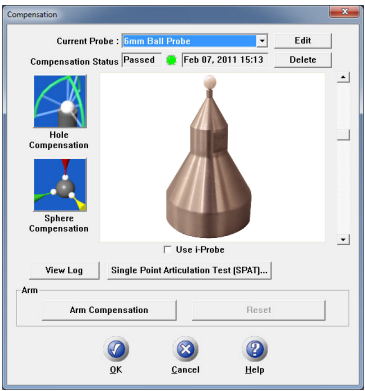 Compensation
Current Probe : 6mm Ball Probe Edit
Compensation Status Passed Feb 07, 2011 15:13 Delete
Hole
Compensation
Sphere
Compensation
Use i-Probe
View Log Single Point Articulation Test (SPAT)...
Arm
Arm Compensation Reset
OK Cancel Help